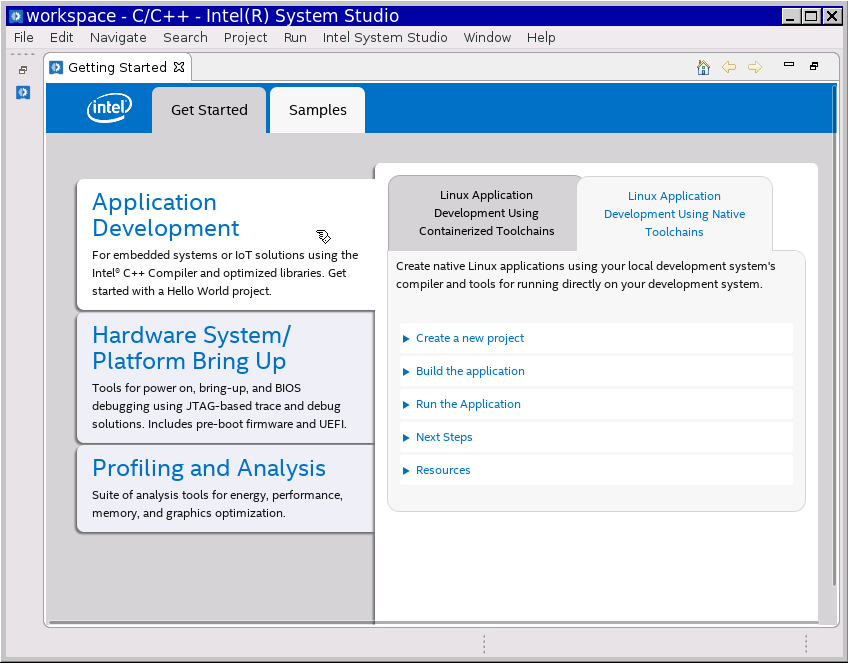 workspace - C/C++ - Intel(R) System Studio
File Edit Navigate Search Project Run Intel System Studio Window Help
Getting Started
intel Get Started Samples
Application
Development
For embedded systems or IoT solutions using the
Intel® C++ Compiler and optimized libraries. Get
started with a Hello World project.
Hardware System/
Platform Bring Up
Tools for power on, bring-up, and BIOS
debugging using JTAG-based trace and debug
solutions. Includes pre-boot firmware and UEFI.
Profiling and Analysis
Suite of analysis tools for energy, performance,
memory, and graphics optimization.
Linux Application
Development Using
Containerized Toolchains
Linux Application
Development Using Native
Toolchains
Create native Linux applications using your local development system's
compiler and tools for running directly on your development system.
Create a new project
Build the application
Run the Application
Next Steps
Resources